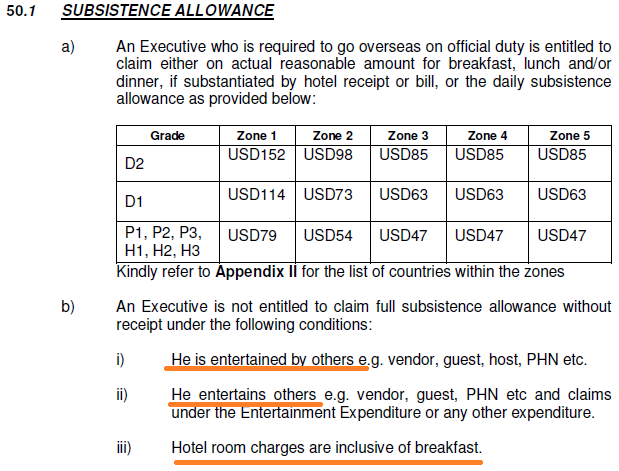 50.1 SUBSISTENCE ALLOWANCE
a) An Executive who is required to go overseas on official duty is entitled to
claim either on actual reasonable amount for breakfast, lunch and/or
dinner, if substantiated by hotel receipt or bill, or the daily subsistence
allowance as provided below:
Grade Zone 1 Zone 2 Zone 3 Zone 4 Zone 5
D2 USD152 USD98 USD85 USD85 USD85
D1 USD114 USD73 USD63 USD63 USD63
P1, P2, P3,
H1, H2, H3 USD79 USD54 USD47 USD47 USD47
Kindly refer to Appendix II for the list of countries within the zones
b) An Executive is not entitled to claim full subsistence allowance without
receipt under the following conditions:
i) He is entertained by others e.g. vendor, guest, host, PHN etc.
ii) He entertains others e.g. vendor, guest, PHN etc and claims
under the Entertainment Expenditure or any other expenditure.
iii) Hotel room charges are inclusive of breakfast.